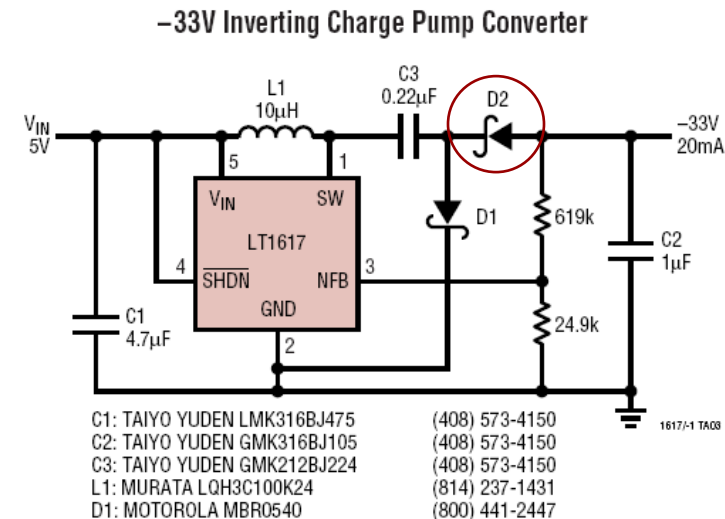 –33V Inverting Charge Pump Converter
L1
10µH
C3
0.22µF
D2
VIN
5V
–33V
20mA
5
1
VIN
SW
LT1617
D1
619k
4
SHDN
NFB
3
C2
1µF
GND
C1
4.7µF
2
24.9k
1617/-1 TA03
C1: TAIYO YUDEN LMK316BJ475 (408) 573-4150
C2: TAIYO YUDEN GMK316BJ105 (408) 573-4150
C3: TAIYO YUDEN GMK212BJ224 (408) 573-4150
L1: MURATA LQH3C100K24 (814) 237-1431
D1: MOTOROLA MBR0540 (800) 441-2447